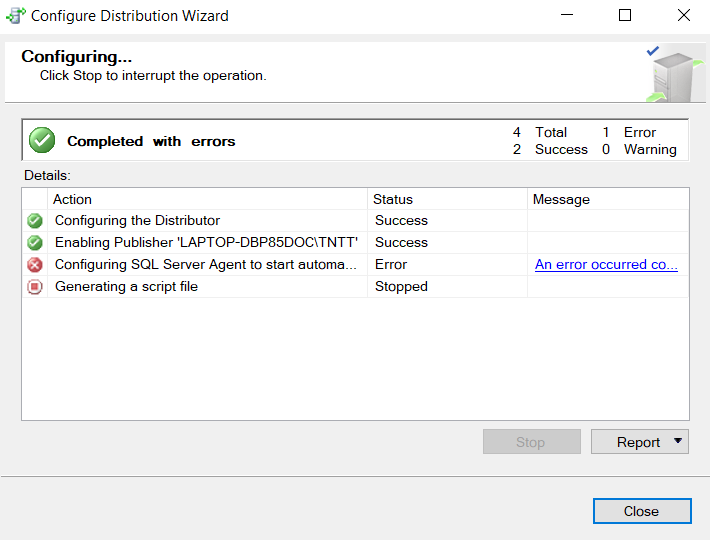 Configure Distribution Wizard
Configuring...
Click Stop to interrupt the operation.
Completed with errors
4 Total 1 Error
2 Success 0 Warning
Details:
Action Status Message
Configuring the Distributor Success
Enabling Publisher 'LAPTOP-DBP85DOC\TNTT' Success
Configuring SQL Server Agent to start automa... Error An error occurred co...
Generating a script file Stopped
Stop Report
Close